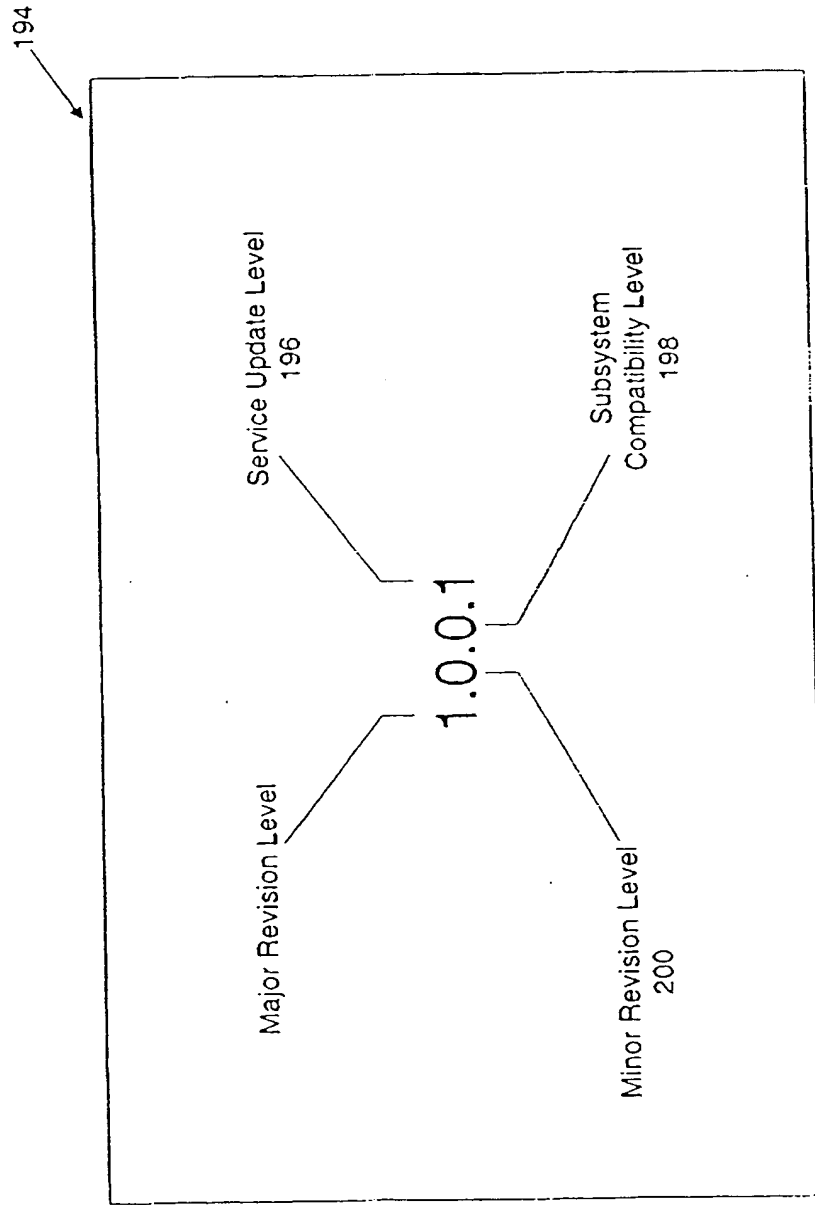 194
Major Revision Level
Service Update Level
196
1.0.0.1
Minor Revision Level
200
Subsystem
Compatibility Level
198